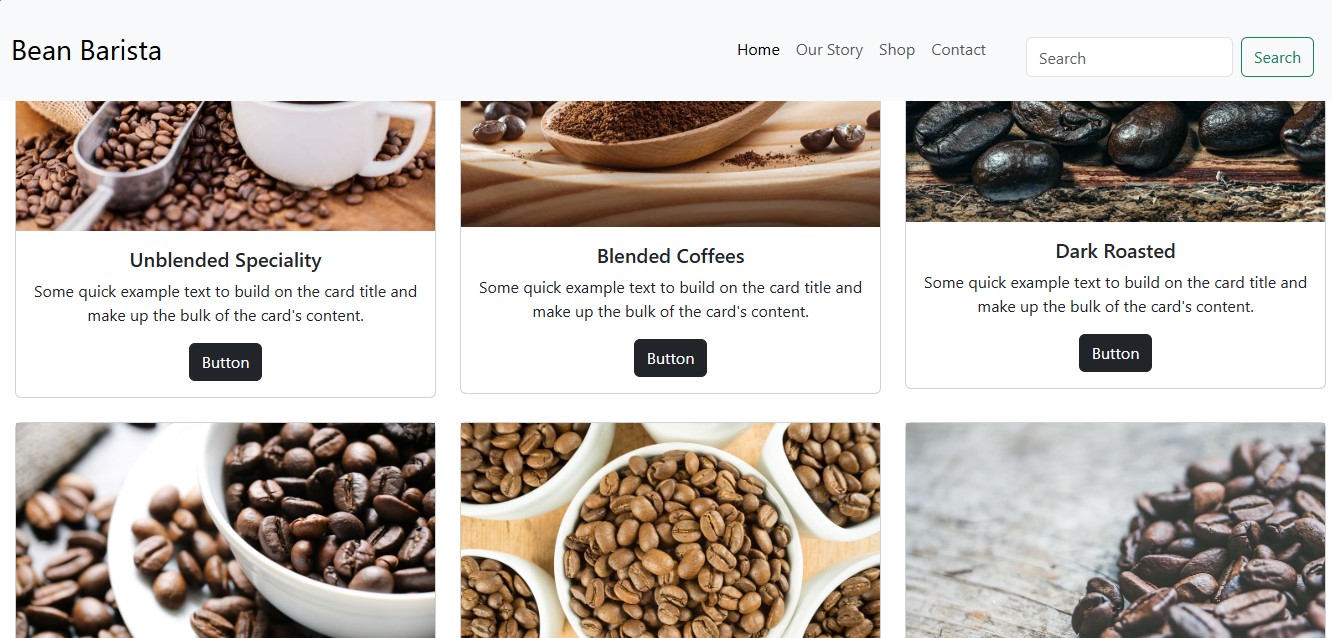 Bean Barista
Home Our Story Shop Contact Search Search
Unblended Speciality
Some quick example text to build on the card title and
make up the bulk of the card's content.
Button
Blended Coffees
Some quick example text to build on the card title and
make up the bulk of the card's content.
Button
Dark Roasted
Some quick example text to build on the card title and
make up the bulk of the card's content.
Button